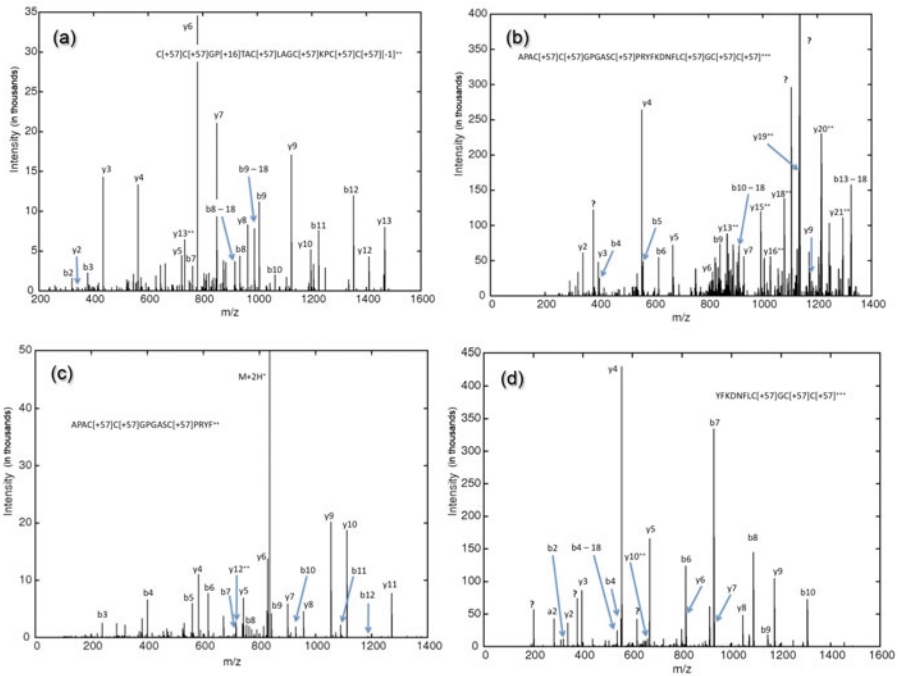 (a)
y6
C[+57]C[+57]GP[+16]TAC[+57]LAGC[+57]KPC[+57]C[+57][-1]++
y7
y3
y4
b9 – 18
y9
b8 – 18
b9
b12
y13++
y8
b11
y13
y2
y5
b7
b8
y10
y12
b2
b3
b10
Intensity (in thousands)
35
30
25
20
15
10
5
0
200 400 600 800 1000 1200 1400 1600
m/z
(b)
?
APAC[+57]C[+57]GPGASC[+57]PRYFKDNFLC[+57]GC[+57]C[+57]+++
?
y4
y19++
y20++
?
b10 – 18
b13 – 18
b5
y18++
y15++
y2
y3
b4
b6
y5
y13++
b9
y9
y21++
y6
y7
y16++
Intensity (in thousands)
400
350
300
250
200
150
100
50
0
0 200 400 600 800 1000 1200 1400
m/z
(c)
M+2H+
APAC[+57]C[+57]GPGASC[+57]PRYF++
y9
y10
y6
b10
b11
y4
y12++
b4
b5
b6
b7
y5
b9
y7
y8
b12
y11
b3
b8
Intensity (in thousands)
50
40
30
20
10
0
0 200 400 600 800 1000 1200 1400
m/z
(d)
y4
YFKDNFLC[+57]GC[+57]C[+57]+++
b7
b2
b4 – 18
y10++
y5
b8
b6
b4
y6
y7
y9
?
?
y3
?
a2
y2
y8
b9
b10
Intensity (in thousands)
450
400
350
300
250
200
150
100
50
0
0 200 400 600 800 1000 1200 1400 1600
m/z